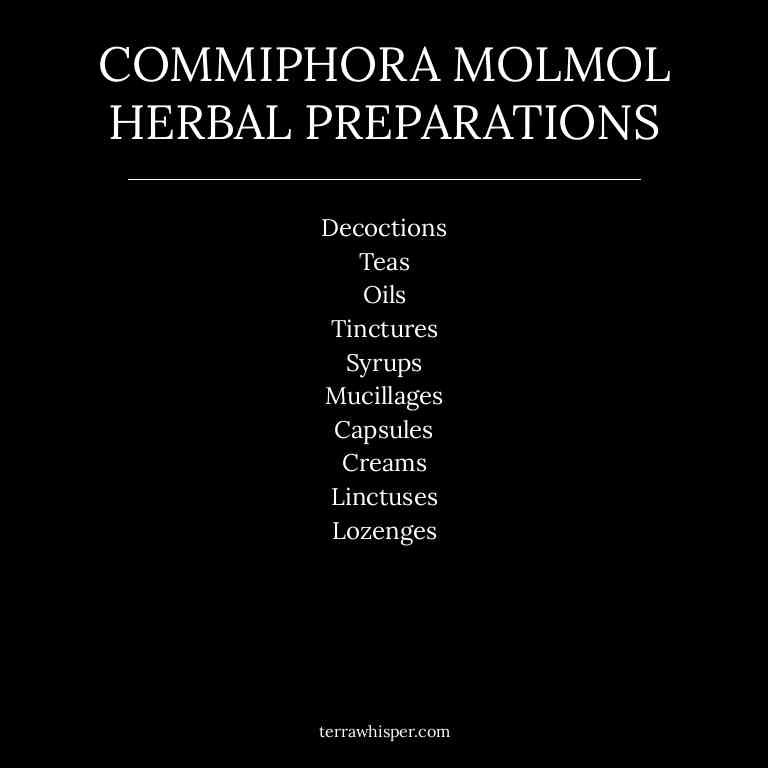 COMMIPHORA MOLMOL
HERBAL PREPARATIONS
Decoctions
Teas
Oils
Tinctures
Syrups
Mucillages
Capsules
Creams
Linctuses
Lozenges
terrawhisper.com